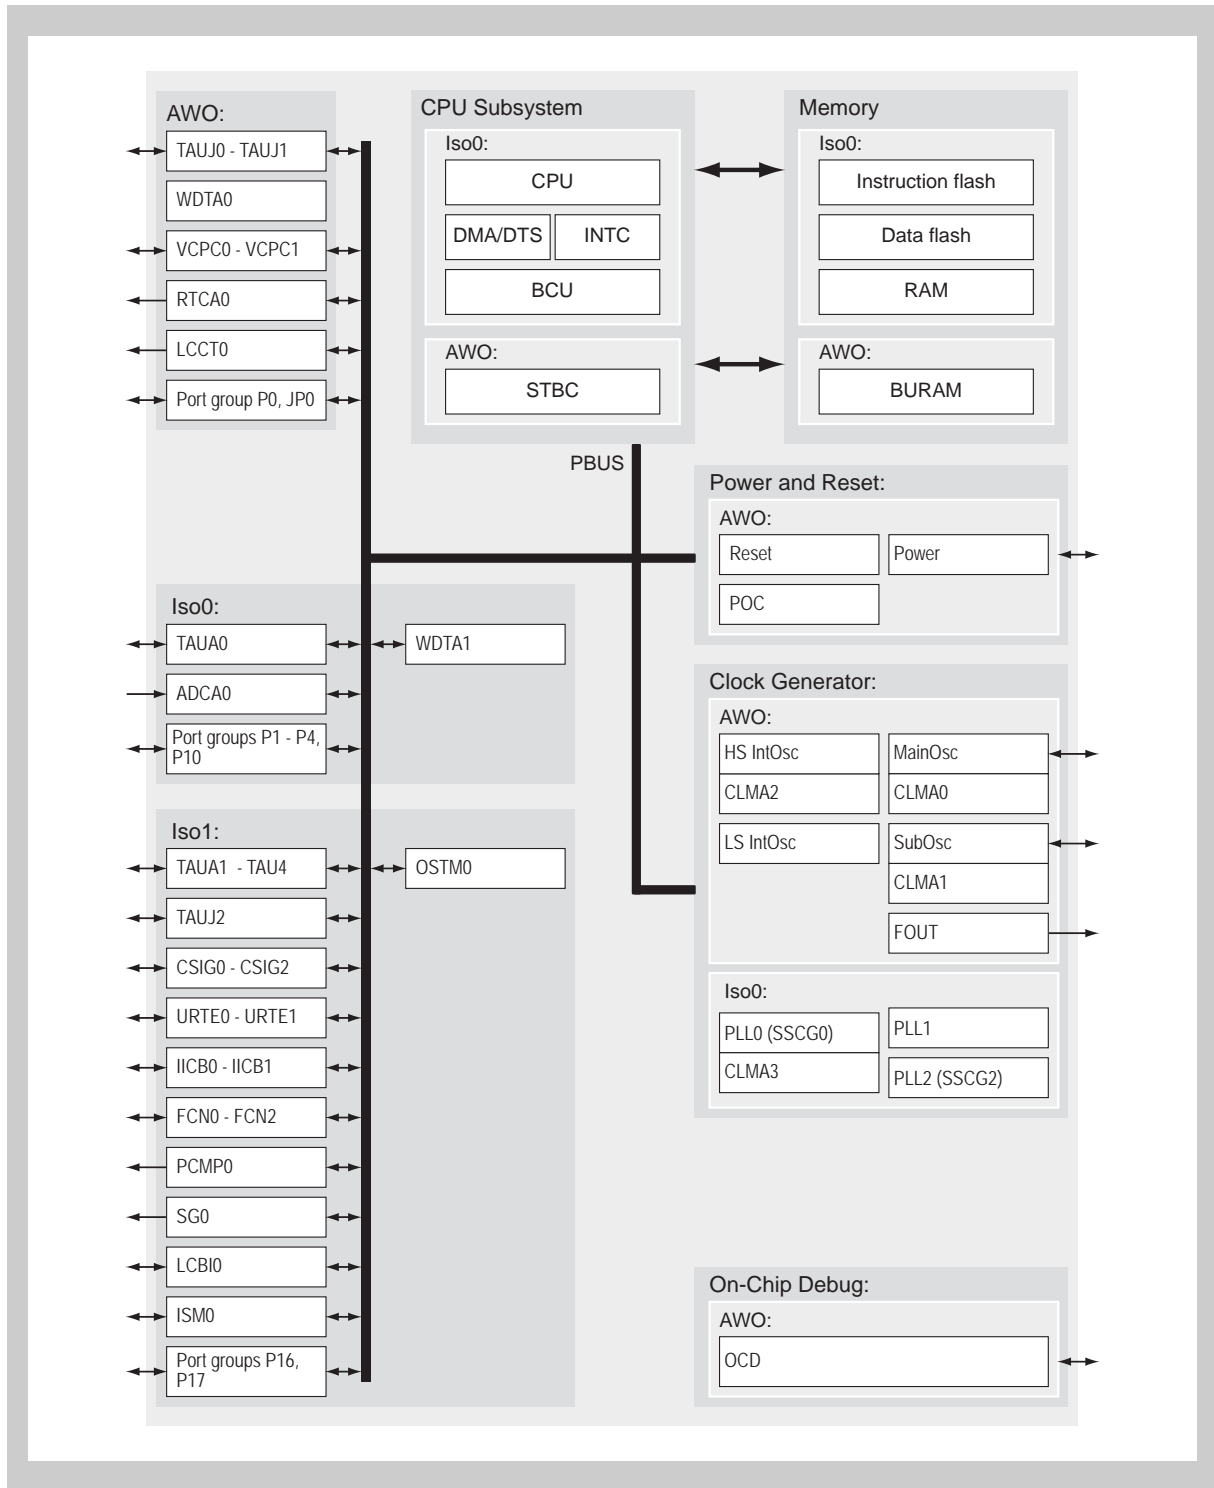 AWO:
TAUJ0 - TAUJ1
WDTA0
VCPC0 - VCPC1
RTCA0
LCCT0
Port group P0, JP0
CPU Subsystem
Iso0:
CPU
DMA/DTS
INTC
BCU
AWO:
STBC
Memory
Iso0:
Instruction flash
Data flash
RAM
AWO:
BURAM
PBUS
Power and Reset:
AWO:
Reset
Power
POC
Iso0:
TAUA0
WDTA1
ADCA0
Port groups P1 - P4,
P10
Clock Generator:
AWO:
HS IntOsc
MainOsc
CLMA2
CLMA0
LS IntOsc
SubOsc
CLMA1
FOUT
Iso0:
PLL0 (SSCG0)
PLL1
CLMA3
PLL2 (SSCG2)
Iso1:
TAUA1 - TAU4
OSTM0
TAUJ2
CSIG0 - CSIG2
URTE0 - URTE1
IICB0 - IICB1
FCN0 - FCN2
PCMP0
SG0
LCBI0
ISM0
Port groups P16,
P17
On-Chip Debug:
AWO:
OCD